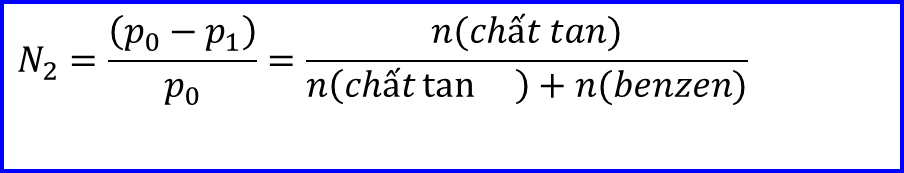 N₂ = (p₀ − p₁) / p₀ = n(chất tan) / n(chất tan ) + n(benzen)